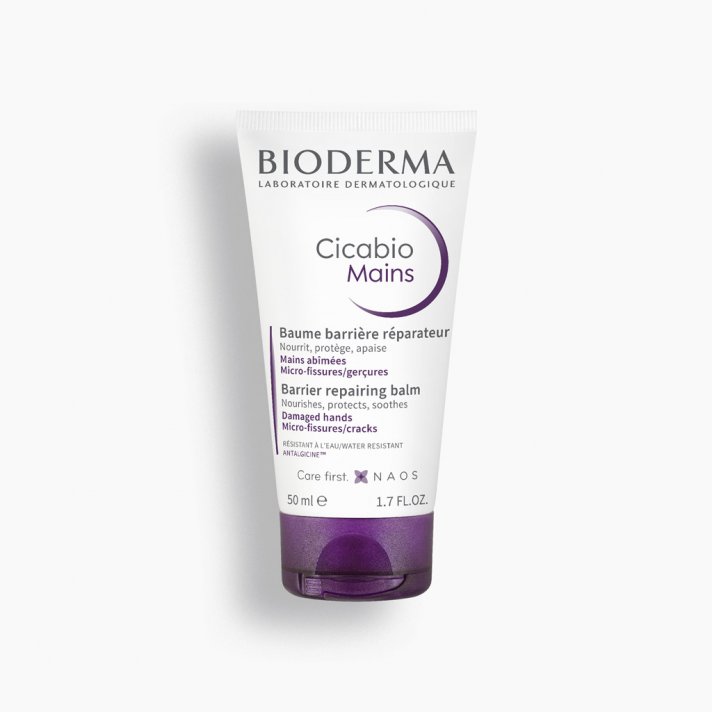 BIODERMA
LABORATOIRE DERMATOLOGIQUE
Cicabio
Mains
Baume barrière réparateur
Nourrit, protège, apaise
Mains abîmées
Micro-fissures/gerçures
Barrier repairing balm
Nourishes, protects, soothes
Damaged hands
Micro-fissures/cracks
RÉSISTANT À L'EAU/WATER RESISTANT
ANTALGICINE™
Care first. NAOS
50 ml ℮ 1.7 FL.OZ.